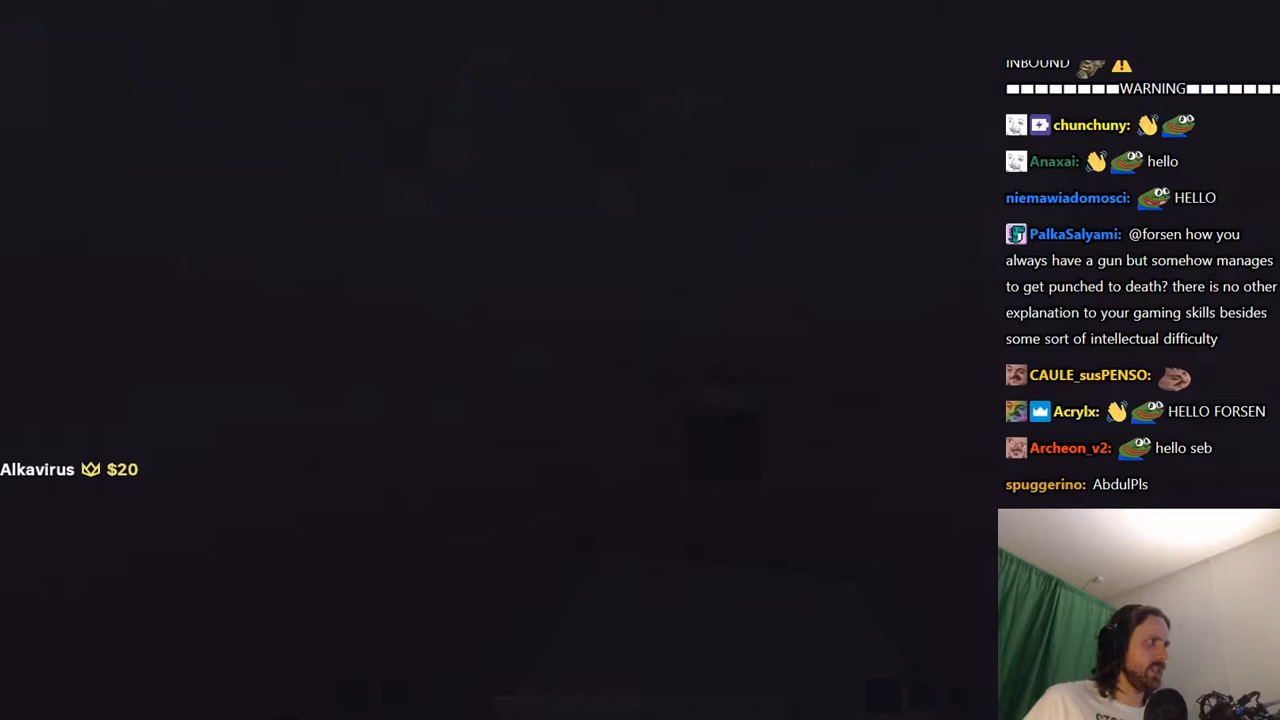 INBOUND
WARNING
chunchuny:
Anaxai: hello
niemawiadomosci: HELLO
PalkaSalyami: @forsen how you
always have a gun but somehow manages
to get punched to death? there is no other
explanation to your gaming skills besides
some sort of intellectual difficulty
CAULE_susPENSO:
Acrylx: HELLO FORSEN
Archeon_v2: hello seb
Alkavirus $20
spuggerino: AbdulPls